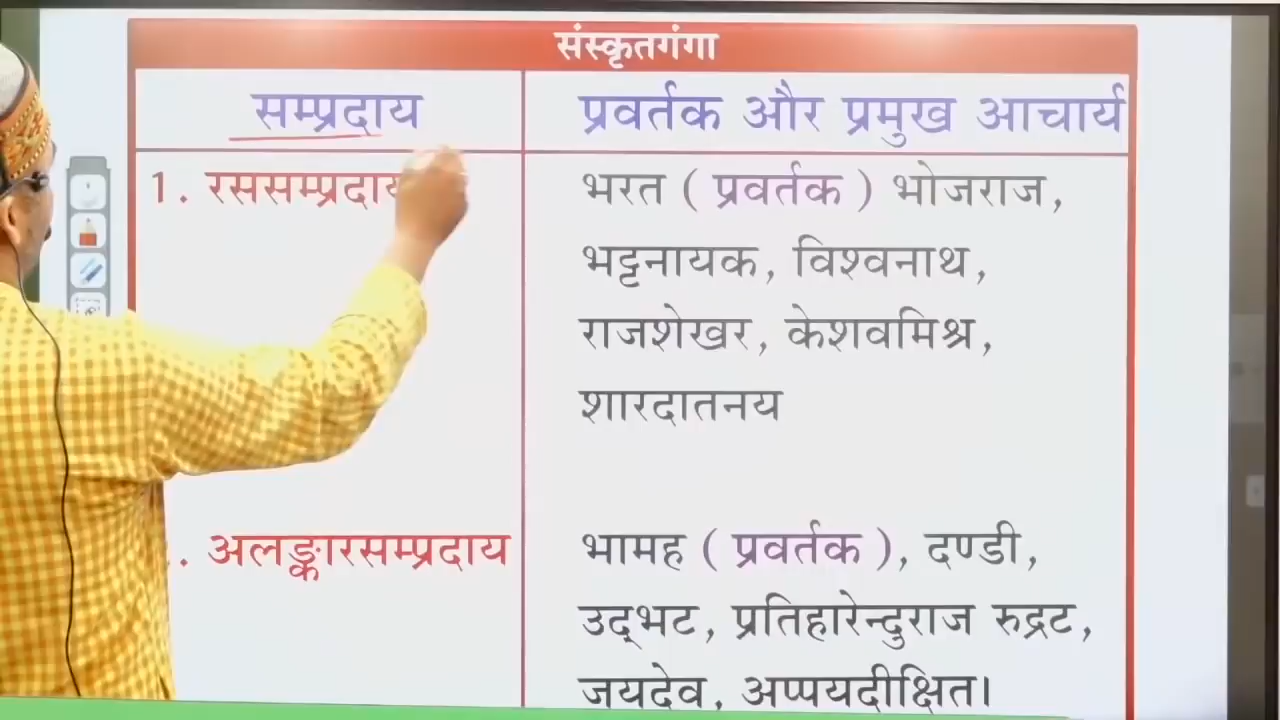 संस्कृतगंगा
सम्प्रदाय
प्रवर्तक और प्रमुख आचार्य
1. रससम्प्रदाय
भरत ( प्रवर्तक ) भोजराज,
भट्टनायक, विश्वनाथ,
राजशेखर, केशवमिश्र,
शारदातनय
. अलङ्कारसम्प्रदाय
भामह ( प्रवर्तक ), दण्डी,
उद्भट, प्रतिहारेन्दुराज रुद्रट,
जयदेव, अप्पयदीक्षित।